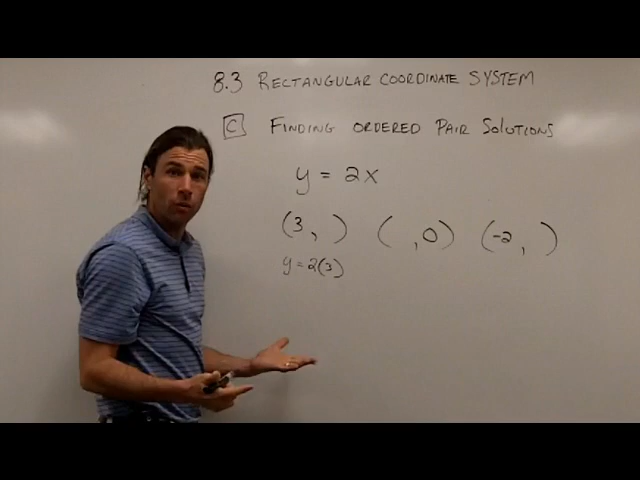 8.3 RECTANGULAR COORDINATE SYSTEM
C FINDING ORDERED PAIR SOLUTIONS
y = 2x
(3, ) ( ,0) (-2, )
y = 2(3)